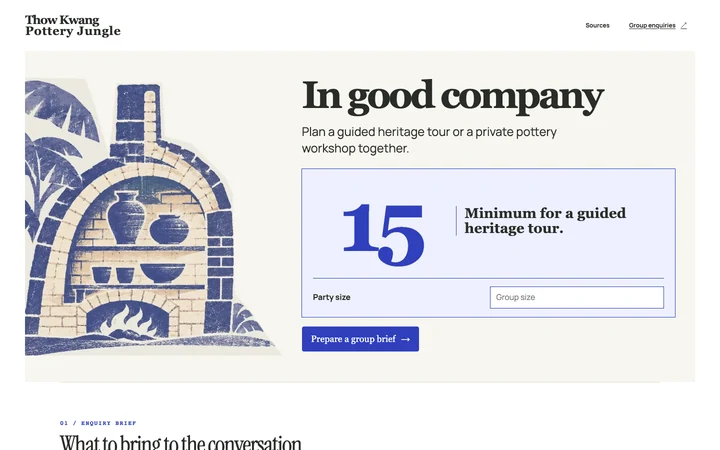 Thow Kwang
Pottery Jungle
Sources
Group enquiries
In good company
Plan a guided heritage tour or a private pottery
workshop together.
15
Minimum for a guided
heritage tour.
Party size
Group size
Prepare a group brief →
01 / ENQUIRY BRIEF
What to bring to the conversation